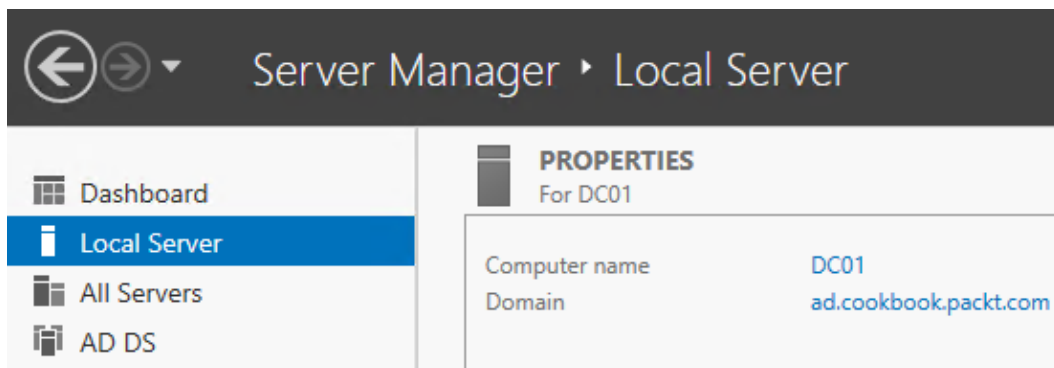 Server Manager ‣ Local Server
Dashboard
Local Server
All Servers
AD DS
PROPERTIES
For DC01
Computer name DC01
Domain ad.cookbook.packt.com